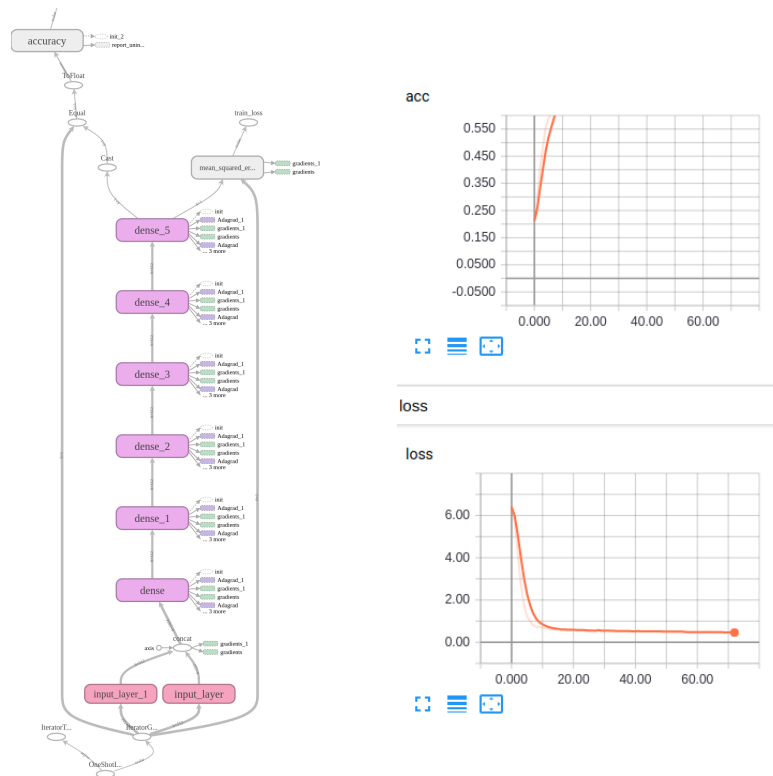 accuracy
init_2
report_unin...
ToFloat
Equal
train_loss
Cast
mean_squared_er...
gradients_1
gradients
dense_5
init
Adagrad_1
gradients_1
gradients
Adagrad
... 3 more
dense_4
init
Adagrad_1
gradients_1
gradients
Adagrad
... 3 more
dense_3
init
Adagrad_1
gradients_1
gradients
Adagrad
... 3 more
dense_2
init
Adagrad_1
gradients_1
gradients
Adagrad
... 3 more
dense_1
init
Adagrad_1
gradients_1
gradients
Adagrad
... 3 more
dense
init
Adagrad_1
gradients_1
gradients
Adagrad
... 3 more
concat
axis
gradients_1
gradients
input_layer_1
input_layer
IteratorT...
IteratorG...
OneShotI...
acc
0.550
0.450
0.350
0.250
0.150
0.0500
-0.0500
0.000 20.00 40.00 60.00
loss
loss
6.00
4.00
2.00
0.00
0.000 20.00 40.00 60.00